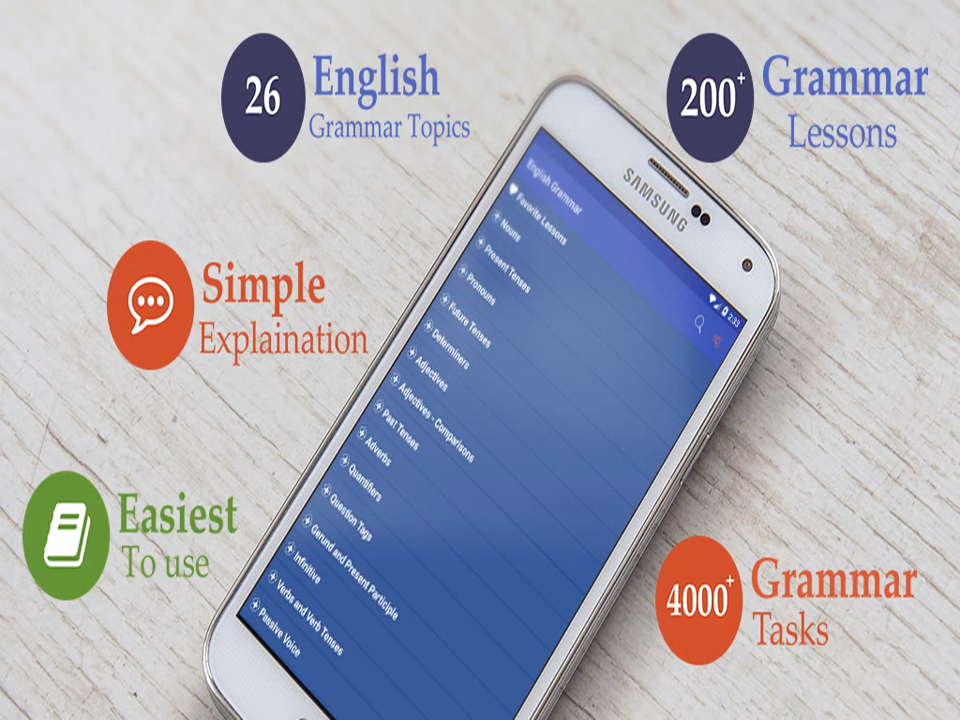 26
English
Grammar Topics
200+
Grammar
Lessons
Simple
Explaination
Easiest
To use
4000+
Grammar
Tasks
SAMSUNG
2:33
English Grammar
Favorite Lessons
Nouns
Present Tenses
Pronouns
Future Tenses
Determiners
Adjectives
Adjectives - Comparisons
Past Tenses
Adverbs
Quantifiers
Question Tags
Gerund and Present Participle
Infinitive
Verbs and Verb Tenses
Passive Voice